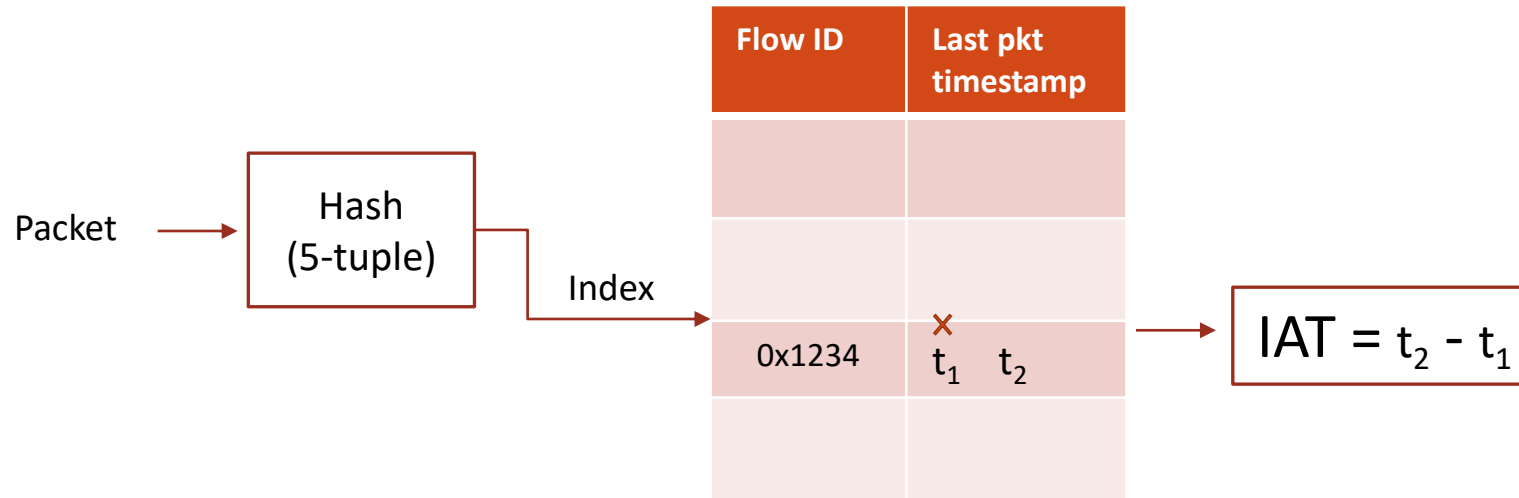 Flow ID
Last pkt
timestamp
Packet
Hash
(5-tuple)
Index
0x1234
t₁ t₂
IAT = t₂ - t₁